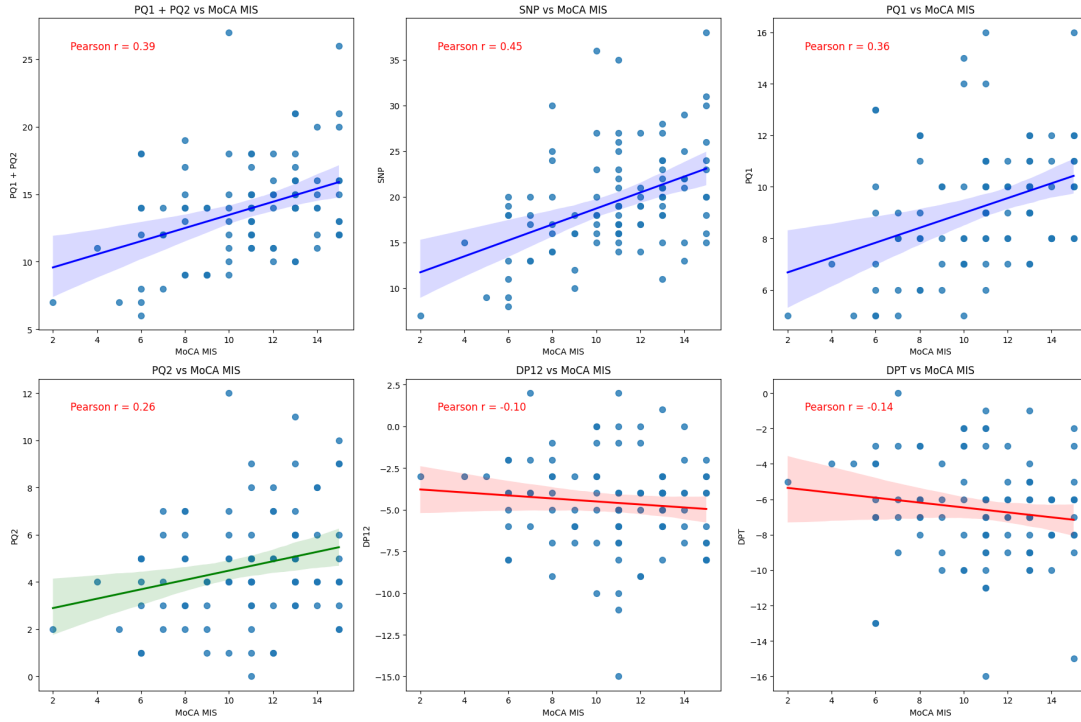 PQ1 + PQ2 vs MoCA MIS
Pearson r = 0.39
PQ1 + PQ2
25
20
15
10
5
2 4 6 8 10 12 14
MoCA MIS
SNP vs MoCA MIS
Pearson r = 0.45
SNP
35
30
25
20
15
10
2 4 6 8 10 12 14
MoCA MIS
PQ1 vs MoCA MIS
Pearson r = 0.36
PQ1
16
14
12
10
8
6
2 4 6 8 10 12 14
MoCA MIS
PQ2 vs MoCA MIS
Pearson r = 0.26
PQ2
12
10
8
6
4
2
0
2 4 6 8 10 12 14
MoCA MIS
DP12 vs MoCA MIS
Pearson r = -0.10
DP12
2.5
0.0
−2.5
−5.0
−7.5
−10.0
−12.5
−15.0
2 4 6 8 10 12 14
MoCA MIS
DPT vs MoCA MIS
Pearson r = -0.14
DPT
0
−2
−4
−6
−8
−10
−12
−14
−16
2 4 6 8 10 12 14
MoCA MIS